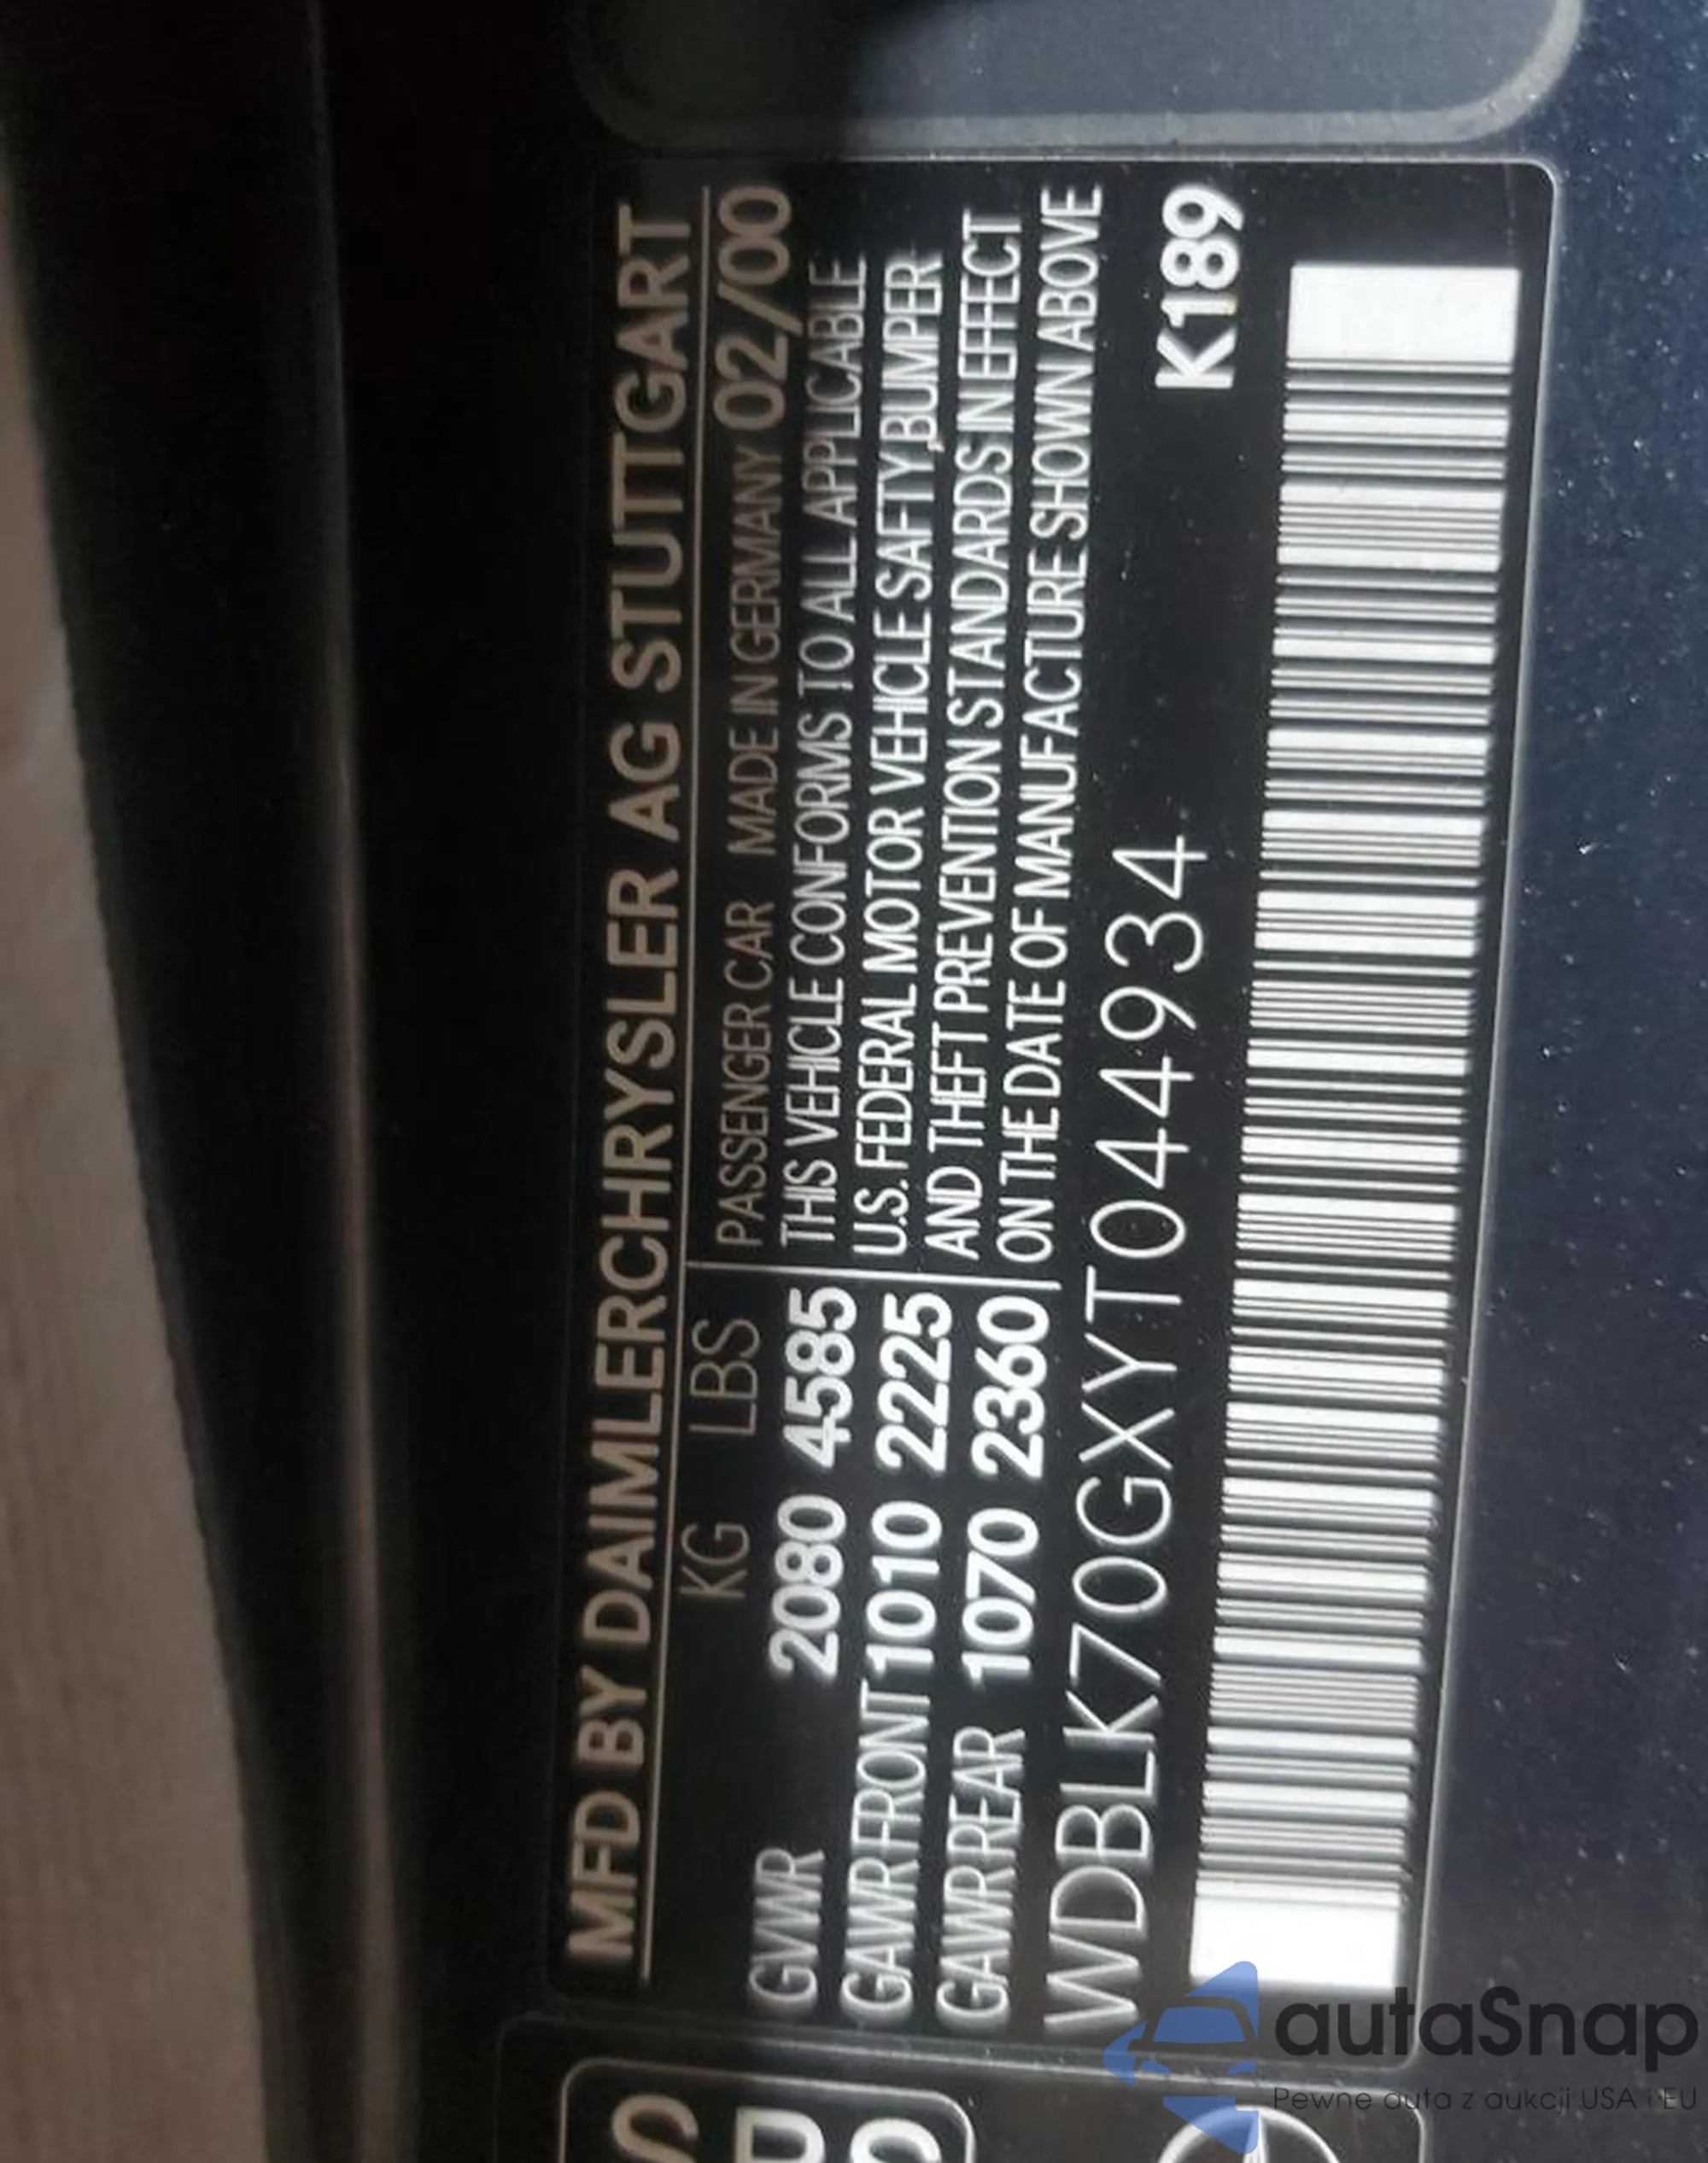 MFD BY DAIMLERCHRYSLER AG STUTTGART
KG LBS
GVWR 2080 4585
GAWR FRONT 1010 2225
GAWR REAR 1070 2360
PASSENGER CAR MADE IN GERMANY 02/00
THIS VEHICLE CONFORMS TO ALL APPLICABLE
U.S. FEDERAL MOTOR VEHICLE SAFTY,BUMPER
AND THEFT PREVENTION STANDARDS IN EFFECT
ON THE DATE OF MANUFACTURE SHOWN ABOVE
WDBLK70GXYT044934
K189
autaSnap
Pewne auta z aukcji USA i EU